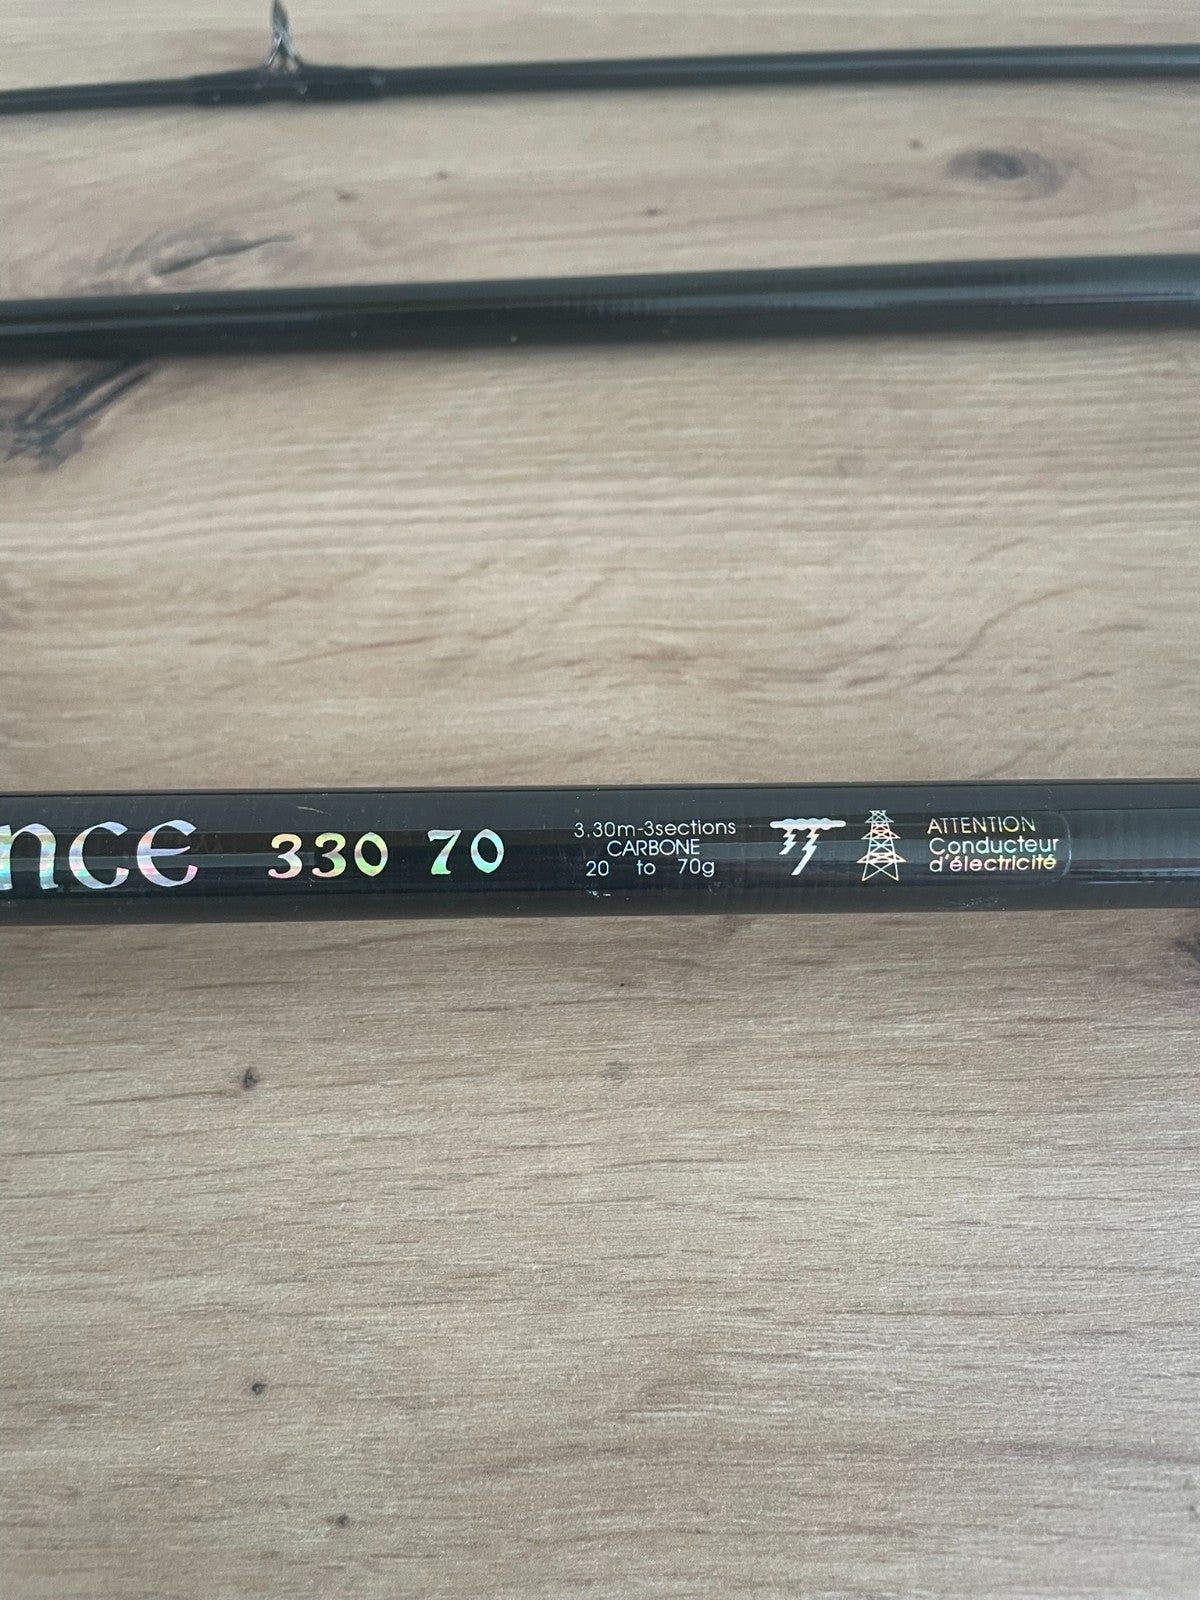 NCE 330 70
3.30m-3sections
CARBONE
20 to 70g
ATTENTION
Conducteur
d'électricité